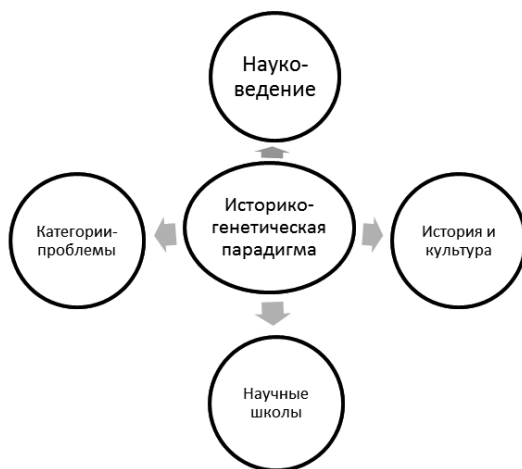 Науко-
ведение
Историко-
генетическая
парадигма
Категории-
проблемы
История и
культура
Научные
школы